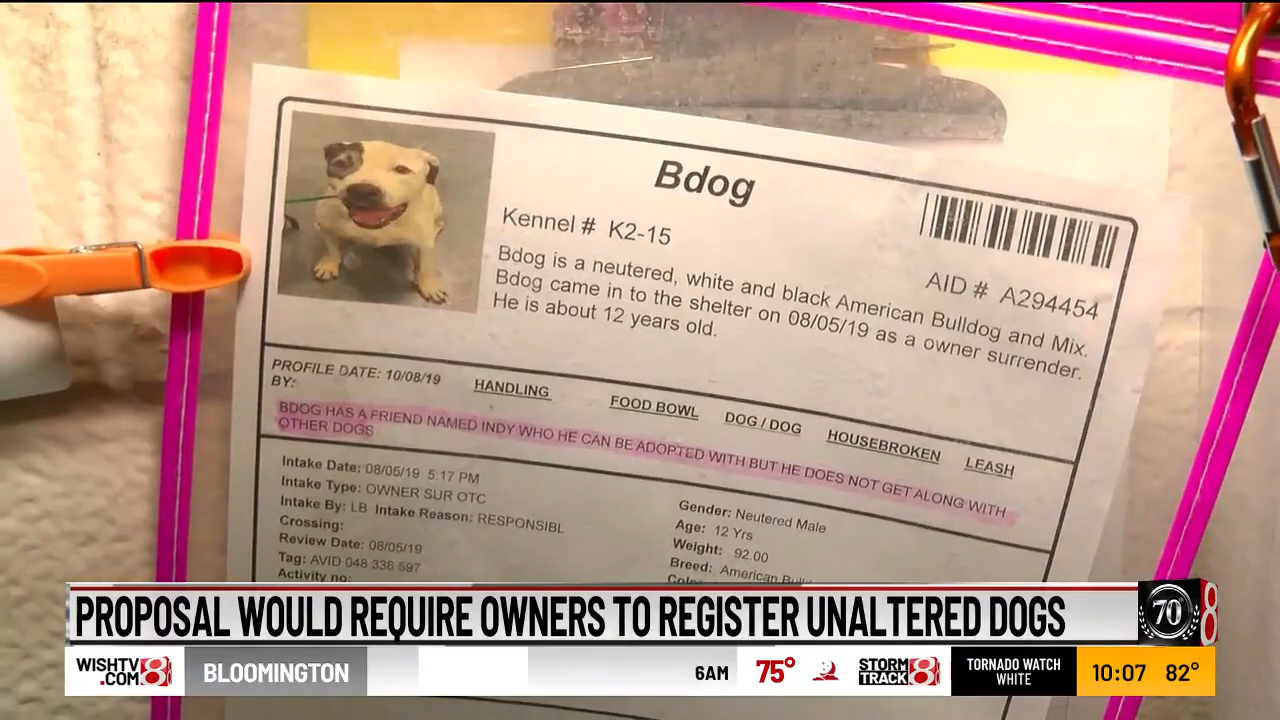 Bdog
Kennel # K2-15
AID # A294454
Bdog is a neutered, white and black American Bulldog and Mix.
Bdog came in to the shelter on 08/05/19 as a owner surrender.
He is about 12 years old.
PROFILE DATE: 10/08/19
BY:
HANDLING
FOOD BOWL
DOG / DOG
HOUSEBROKEN
LEASH
BDOG HAS A FRIEND NAMED INDY WHO HE CAN BE ADOPTED WITH BUT HE DOES NOT GET ALONG WITH
OTHER DOGS
Intake Date: 08/05/19 5:17 PM
Intake Type: OWNER SUR OTC
Intake By: LB Intake Reason: RESPONSIBL
Crossing:
Review Date: 08/05/19
Tag: AVID 048 338 597
Activity no:
Gender: Neutered Male
Age: 12 Yrs
Weight: 92.00
Breed: American Bull
PROPOSAL WOULD REQUIRE OWNERS TO REGISTER UNALTERED DOGS
70
8
WISHTV
.COM 8
BLOOMINGTON
6AM
75°
STORM
TRACK 8
TORNADO WATCH
WHITE
10:07 82°